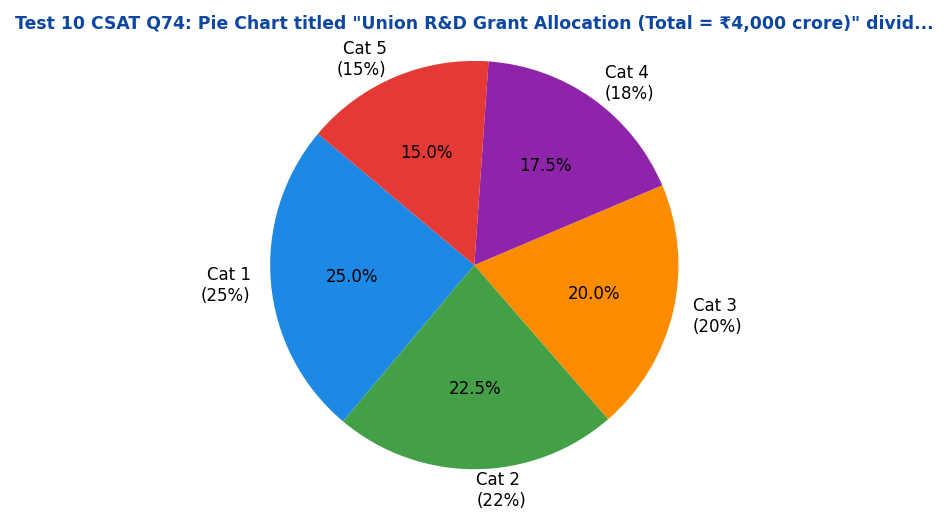 Test 10 CSAT Q74: Pie Chart titled "Union R&D Grant Allocation (Total = ₹4,000 crore)" divid...
Cat 5
(15%)
Cat 4
(18%)
15.0%
17.5%
Cat 1
(25%)
25.0%
20.0%
Cat 3
(20%)
22.5%
Cat 2
(22%)